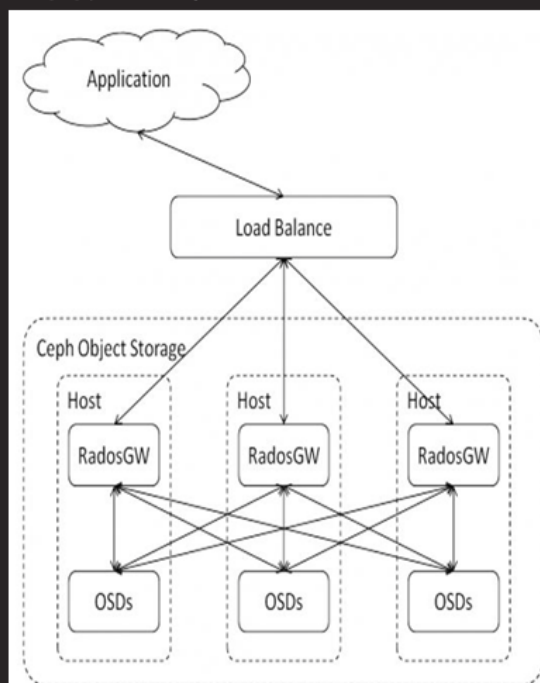 Application
Load Balance
Ceph Object Storage
Host
Host
Host
RadosGW
RadosGW
RadosGW
OSDs
OSDs
OSDs